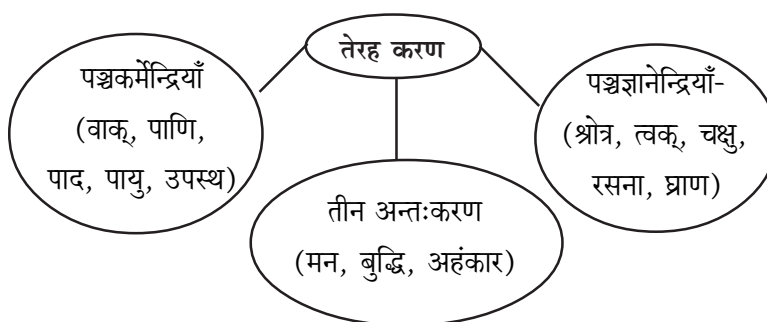 तेरह करण
पञ्चकर्मेन्द्रियाँ
(वाक्, पाणि,
पाद, पायु, उपस्थ)
पञ्चज्ञानेन्द्रियाँ-
(श्रोत्र, त्वक्, चक्षु,
रसना, घ्राण)
तीन अन्तःकरण
(मन, बुद्धि, अहंकार)